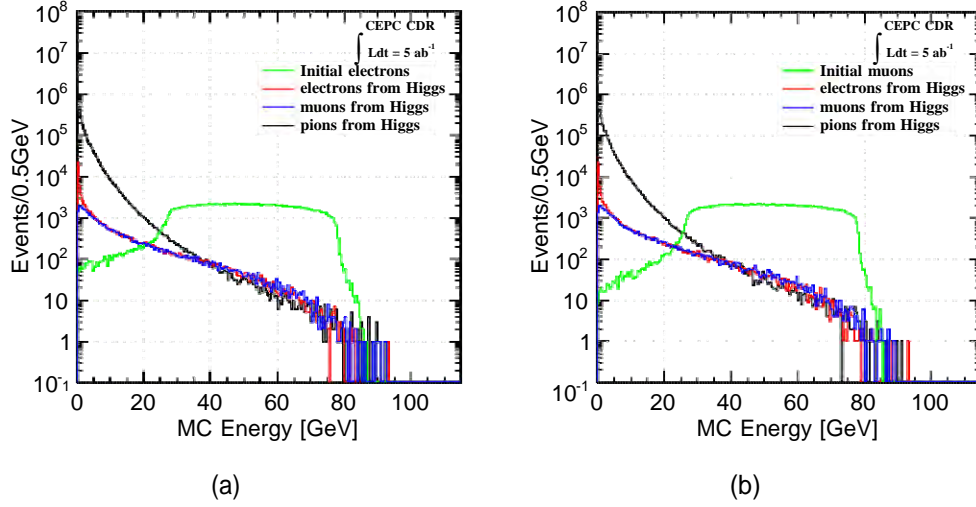 10⁸
10⁷
10⁶
10⁵
10⁴
10³
10²
10
1
10⁻¹
Events/0.5GeV
CEPC CDR
∫ Ldt = 5 ab⁻¹
Initial electrons
electrons from Higgs
muons from Higgs
pions from Higgs
0 20 40 60 80 100
MC Energy [GeV]
(a)
10⁸
10⁷
10⁶
10⁵
10⁴
10³
10²
10
1
10⁻¹
Events/0.5GeV
CEPC CDR
∫ Ldt = 5 ab⁻¹
Initial muons
electrons from Higgs
muons from Higgs
pions from Higgs
0 20 40 60 80 100
MC Energy [GeV]
(b)